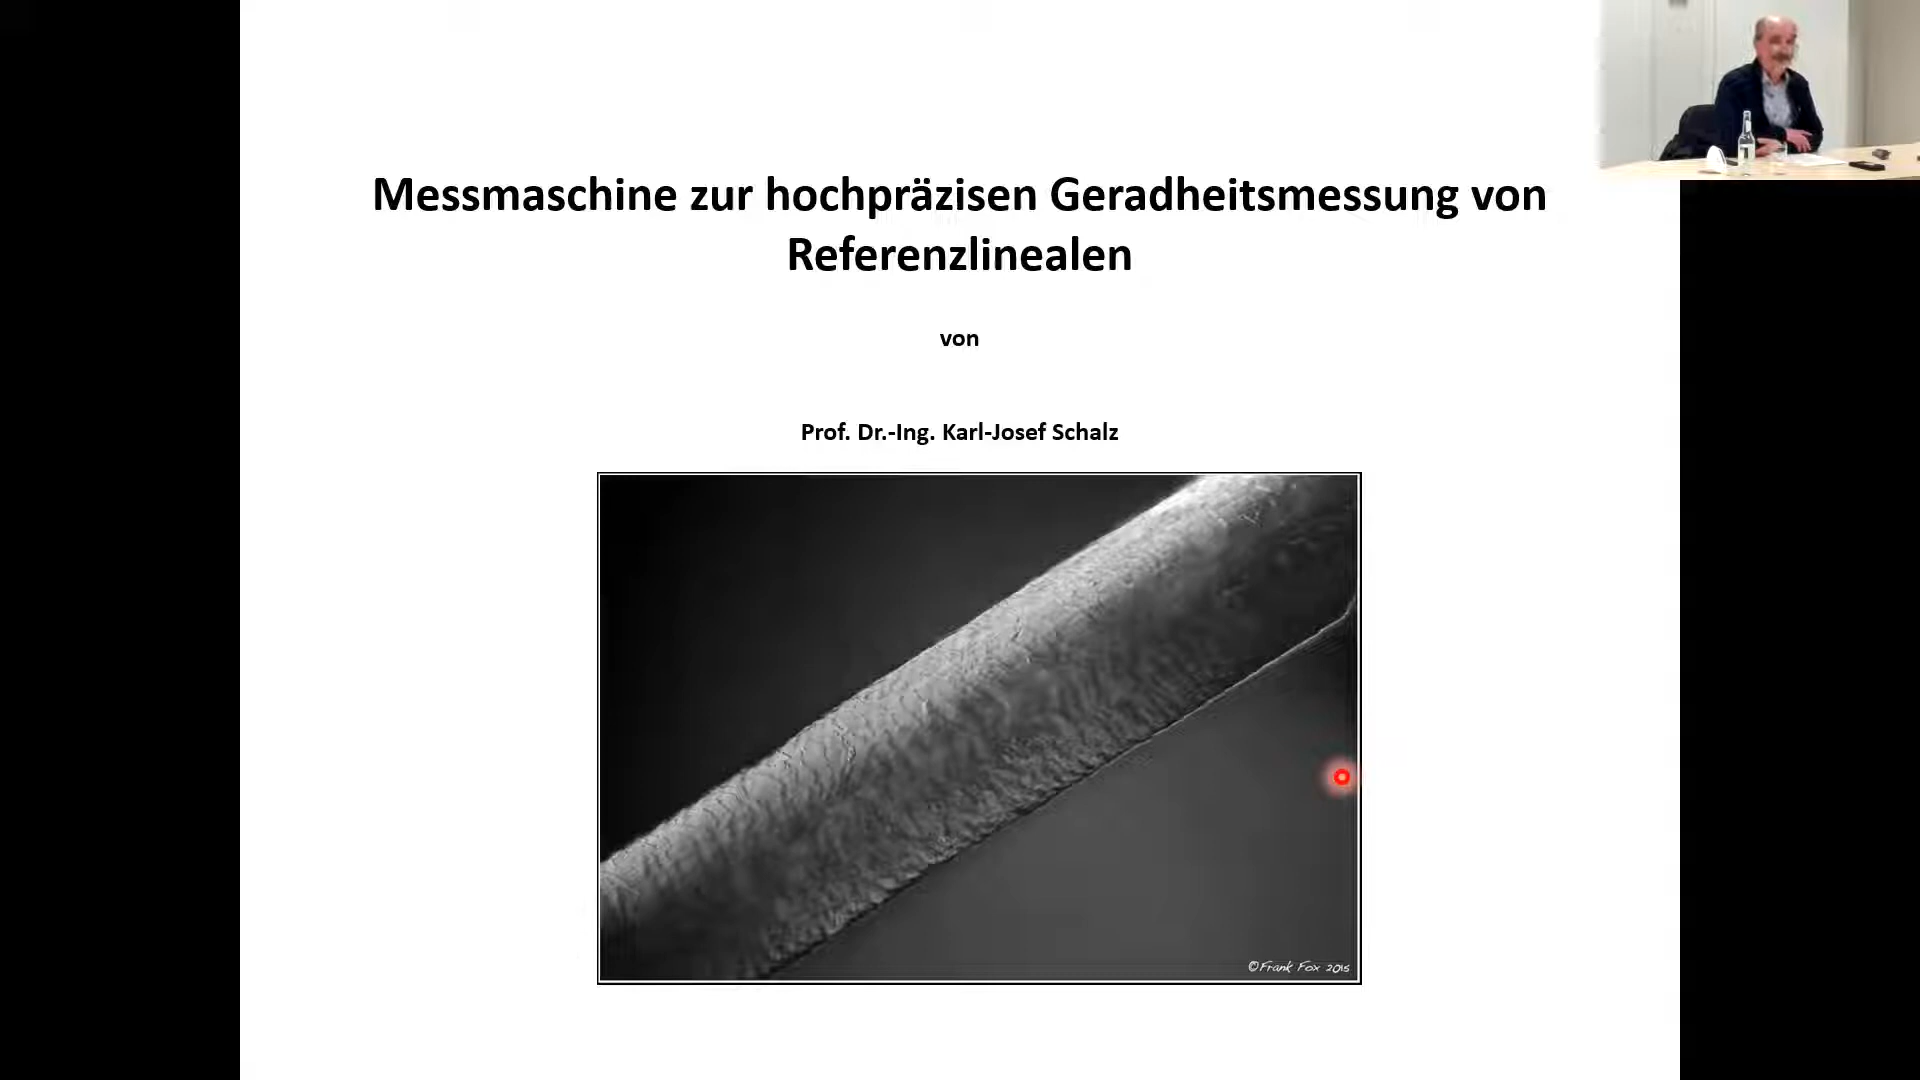 Messmaschine zur hochpräzisen Geradheitsmessung von
Referenzlinealen
von
Prof. Dr.-Ing. Karl-Josef Schalz
©Frank Fox 2015